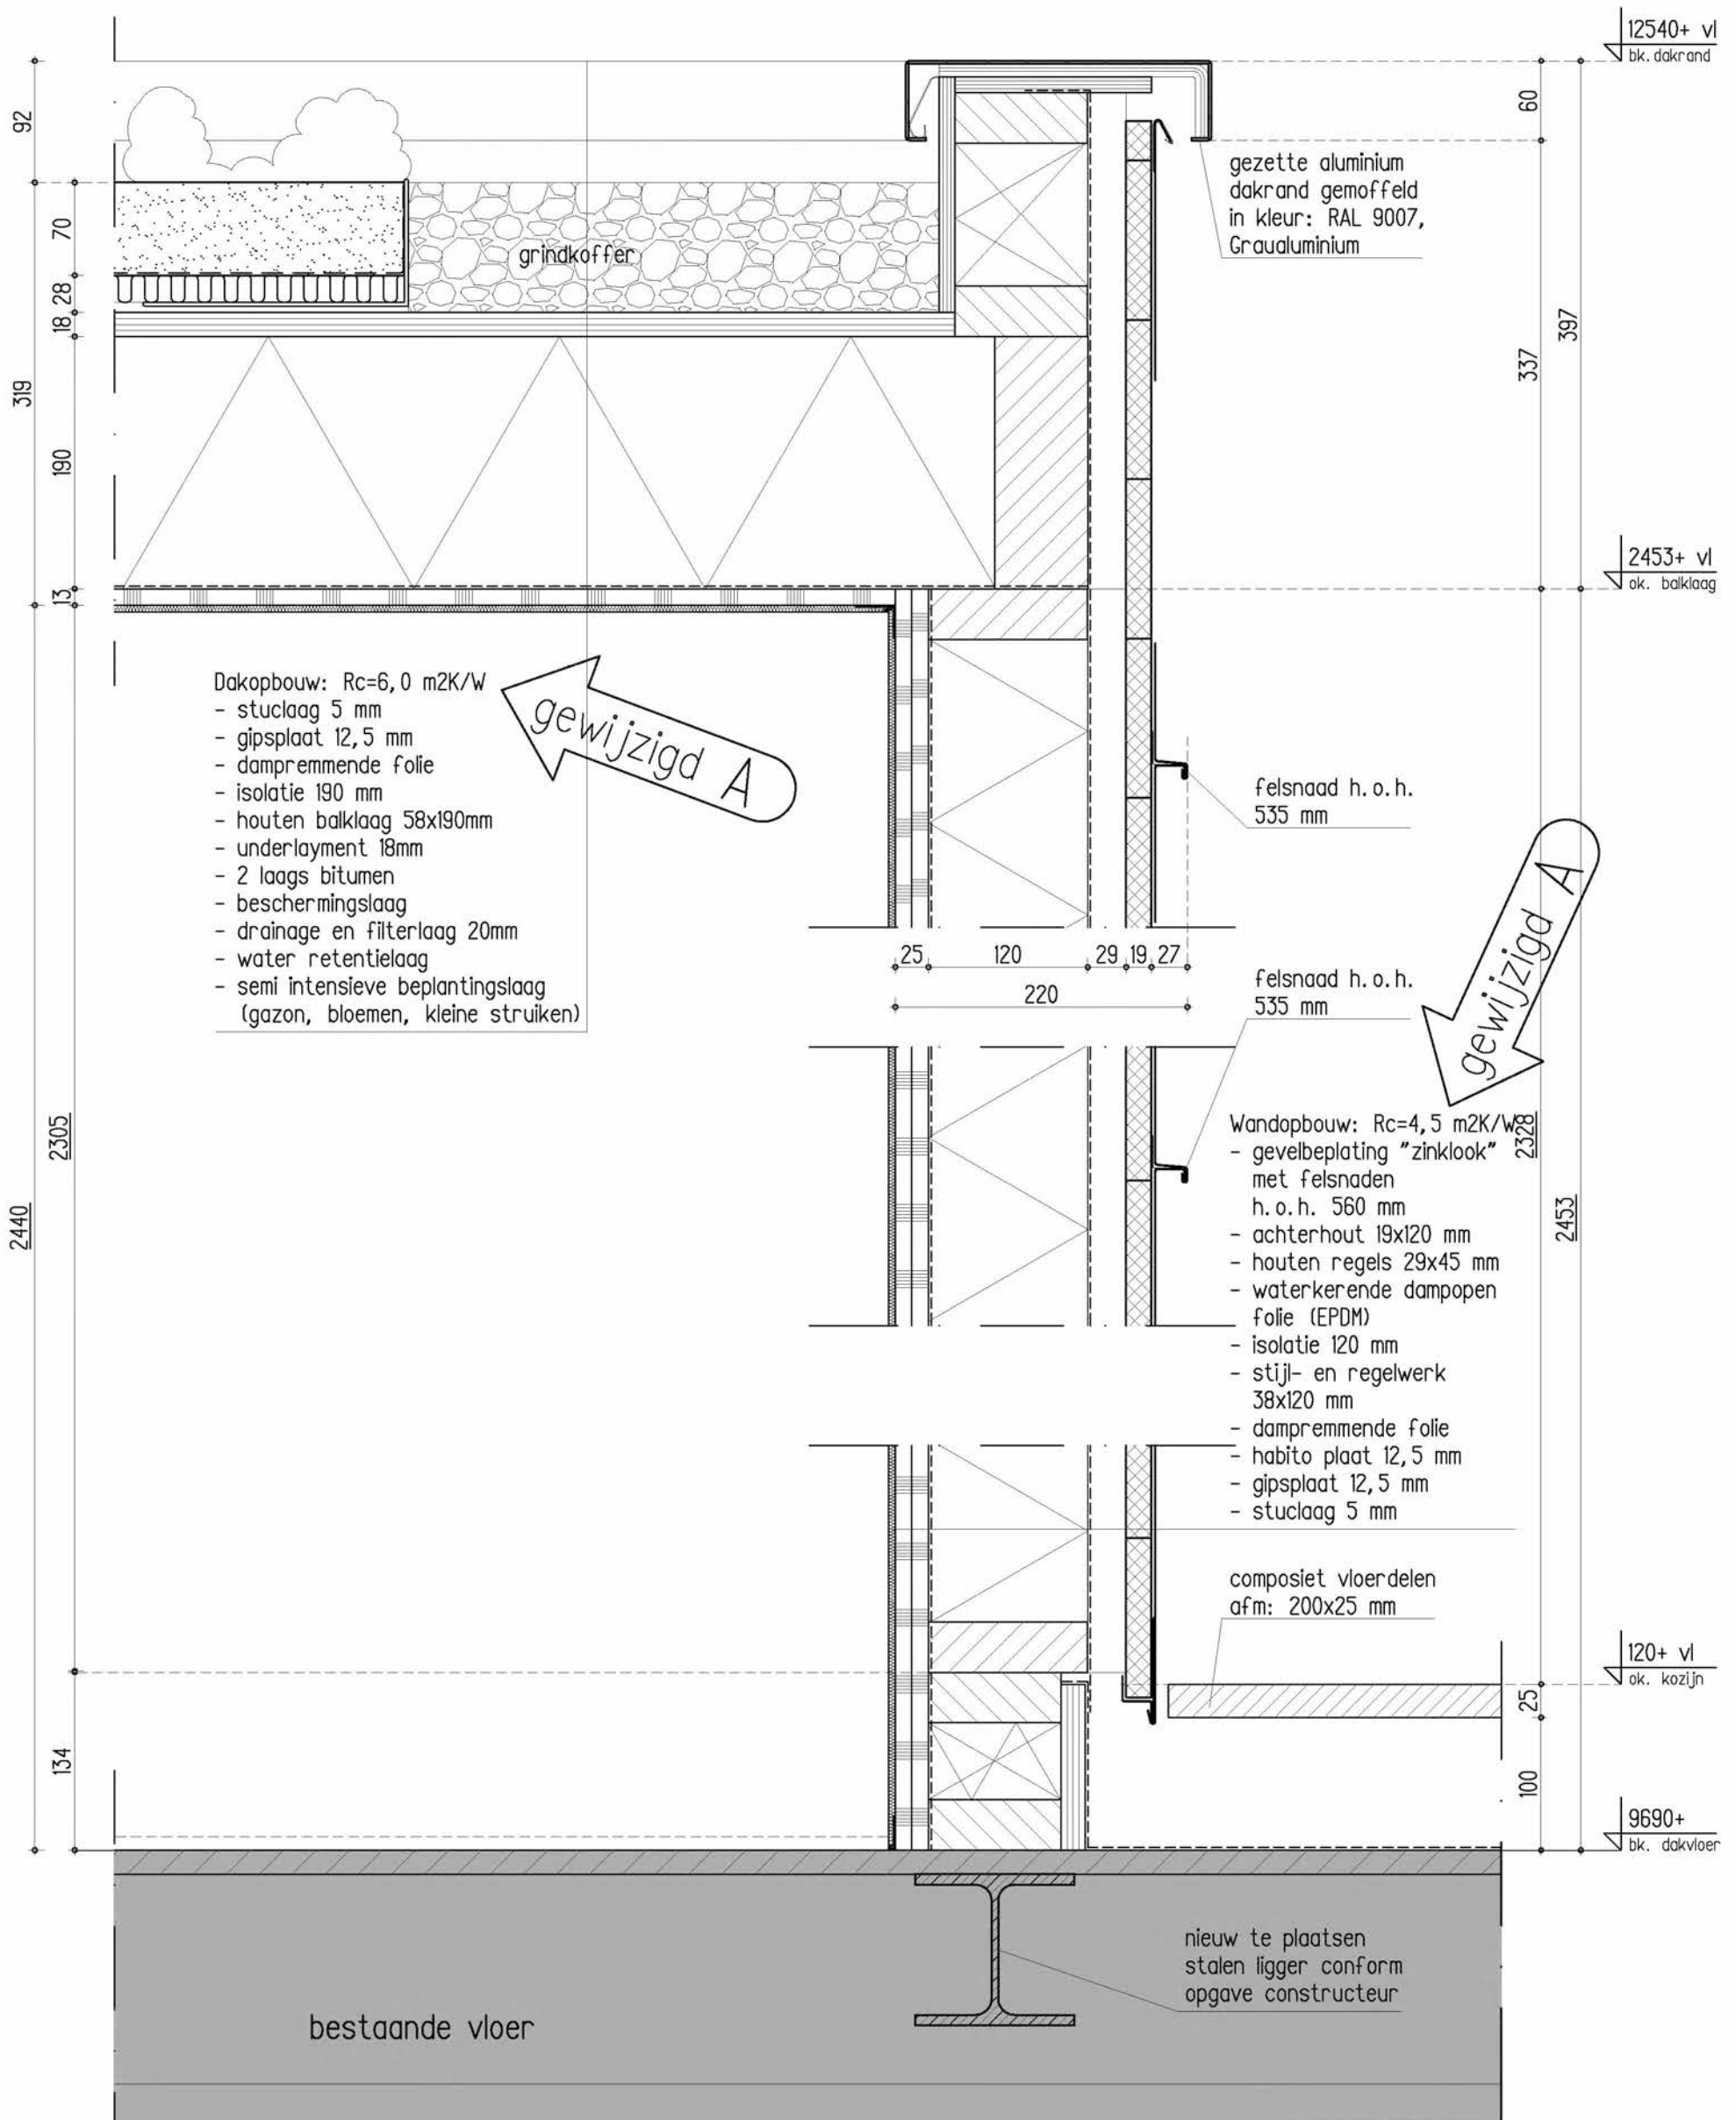 12540+ vl
bk. dakrand
92
60
gezette aluminium
dakrand gemoffeld
in kleur: RAL 9007,
Graualuminium
70
grindkoffer
28
18
319
337
397
190
2453+ vl
ok. balklaag
13
Dakopbouw: Rc=6,0 m2K/W
- stuclaag 5 mm
- gipsplaat 12,5 mm
- dampremmende folie
- isolatie 190 mm
- houten balklaag 58x190mm
- underlayment 18mm
- 2 laags bitumen
- beschermingslaag
- drainage en filterlaag 20mm
- water retentielaag
- semi intensieve beplantingslaag
(gazon, bloemen, kleine struiken)
gewijzigd A
felsnaad h.o.h.
535 mm
25 120 29 19 27
220
felsnaad h.o.h.
535 mm
gewijzigd A
2305
2440
2328
2453
Wandopbouw: Rc=4,5 m2K/W
- gevelbeplating "zinklook"
met felsnaden
h.o.h. 560 mm
- achterhout 19x120 mm
- houten regels 29x45 mm
- waterkerende dampopen
folie (EPDM)
- isolatie 120 mm
- stijl- en regelwerk
38x120 mm
- dampremmende folie
- habito plaat 12,5 mm
- gipsplaat 12,5 mm
- stuclaag 5 mm
composiet vloerdelen
afm: 200x25 mm
120+ vl
ok. kozijn
25
134
100
9690+
bk. dakvloer
nieuw te plaatsen
stalen ligger conform
opgave constructeur
bestaande vloer